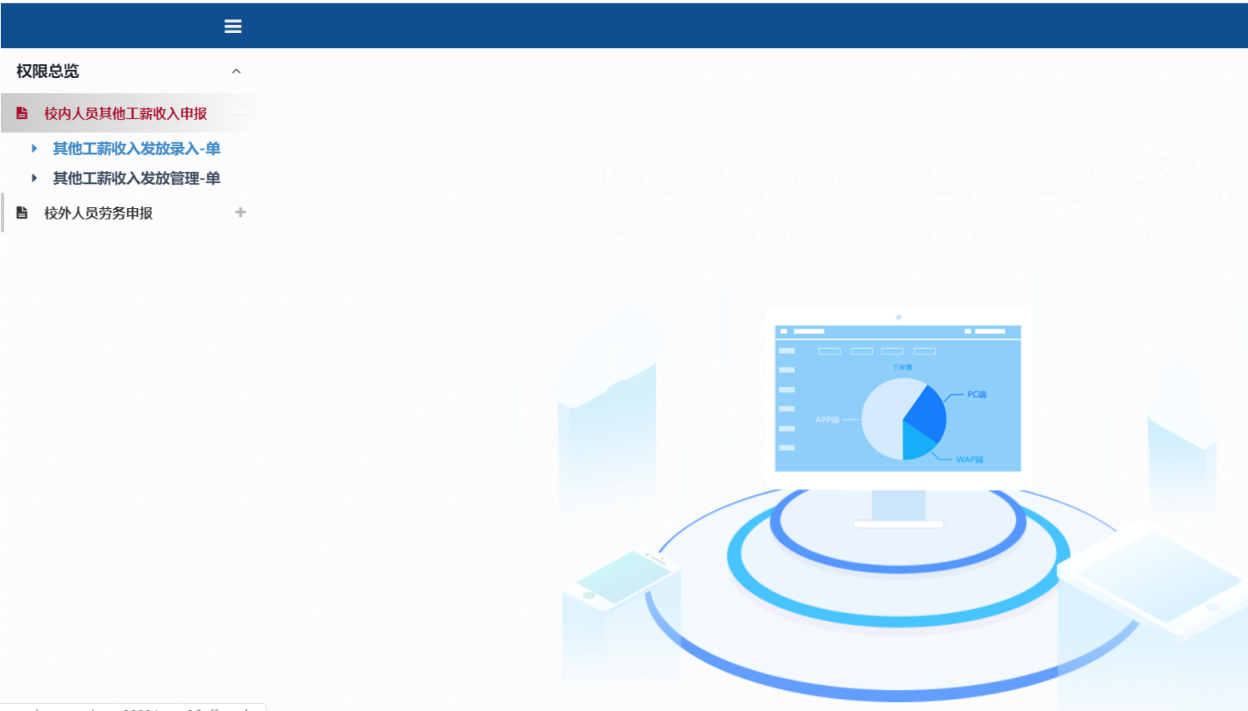 权限总览
校内人员其他工薪收入申报
其他工薪收入发放录入-单
其他工薪收入发放管理-单
校外人员劳务申报
欢迎登录收入申报管理系统
—WELLCOME TO THE SYSTEM—
下单量
PC端
APP端
WAP端